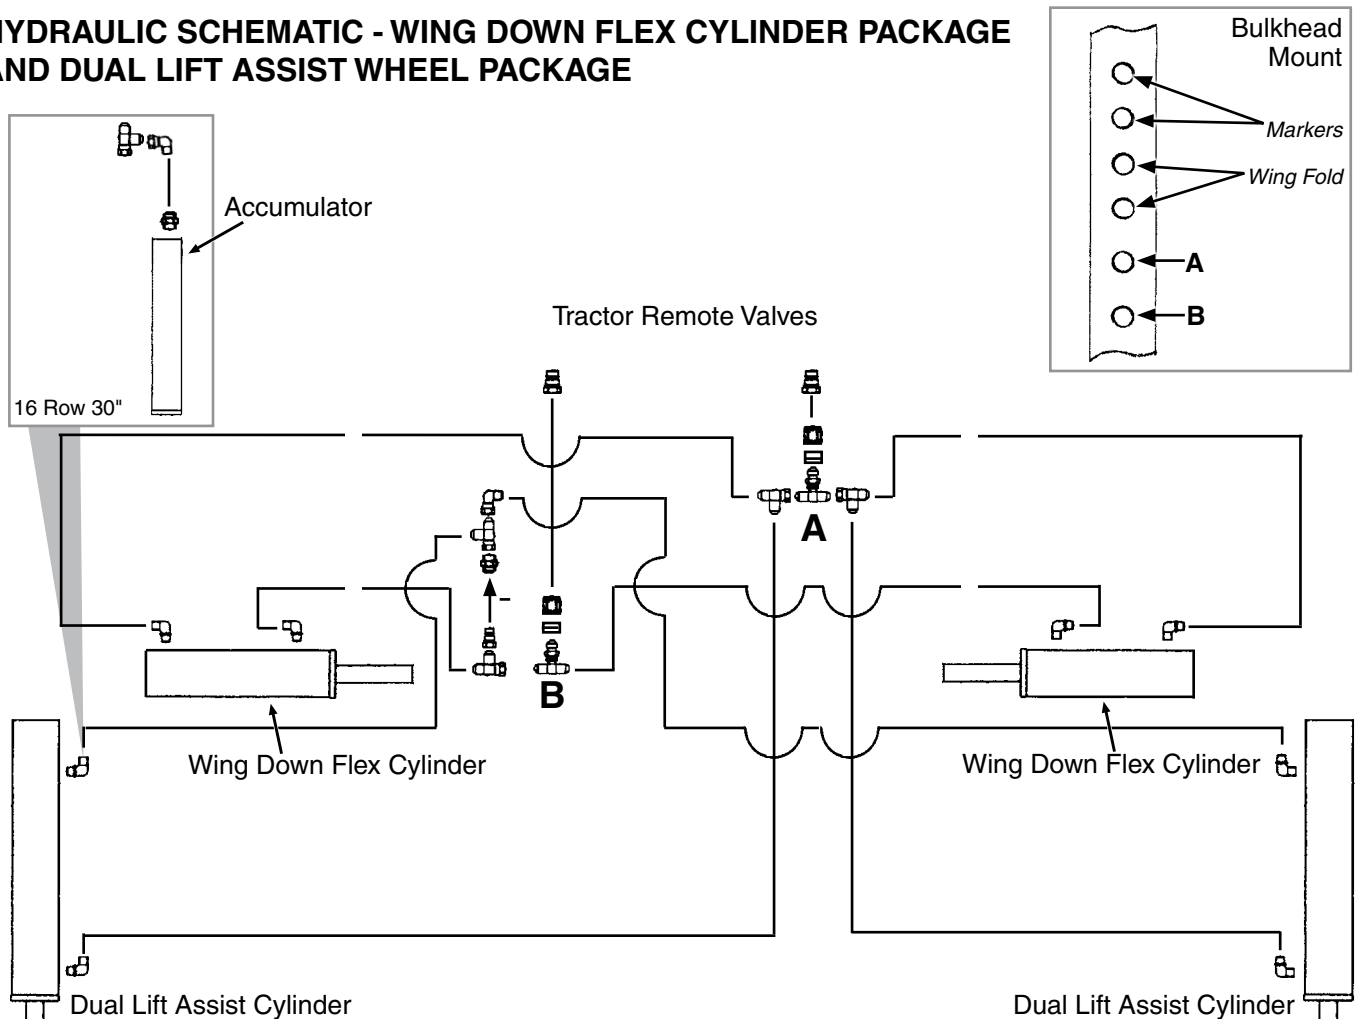 HYDRAULIC SCHEMATIC - WING DOWN FLEX CYLINDER PACKAGE
AND DUAL LIFT ASSIST WHEEL PACKAGE
Bulkhead
Mount
Markers
Wing Fold
A
B
Accumulator
16 Row 30"
Tractor Remote Valves
A
B
Wing Down Flex Cylinder
Wing Down Flex Cylinder
Dual Lift Assist Cylinder
Dual Lift Assist Cylinder